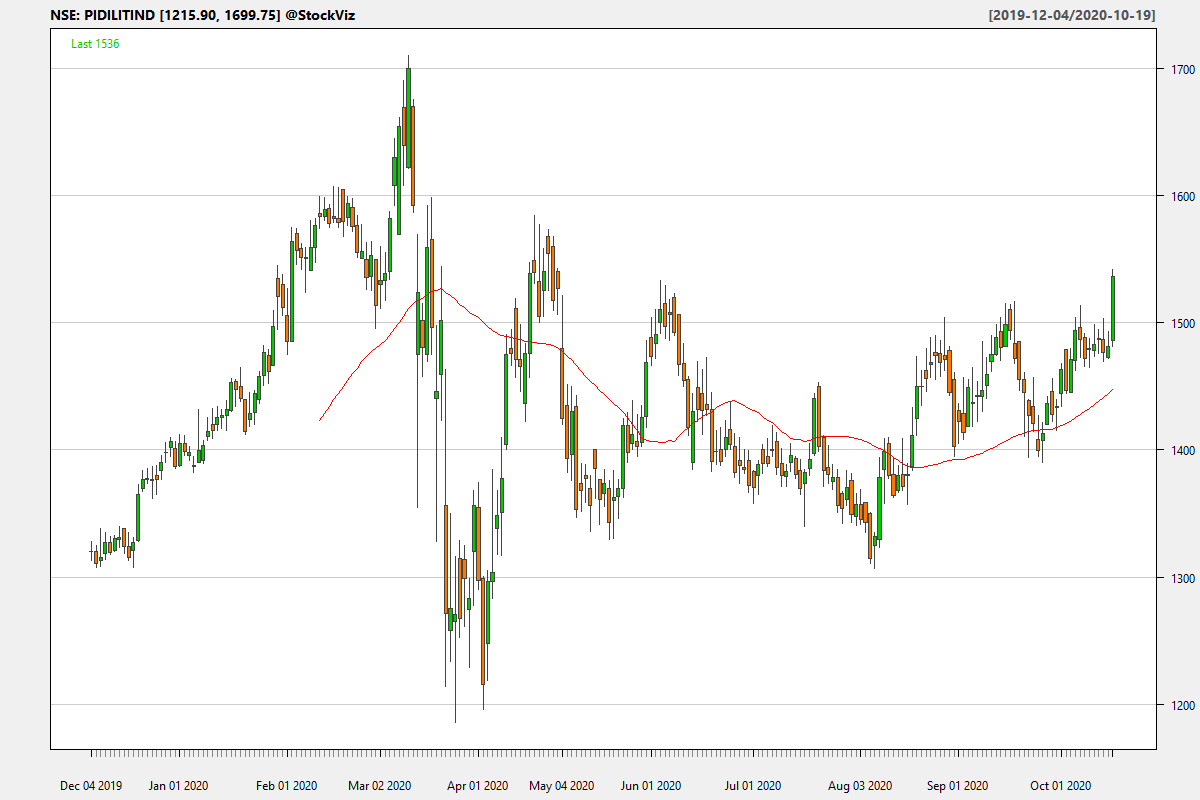 NSE: PIDILITIND [1215.90, 1699.75] @StockViz
[2019-12-04/2020-10-19]
Last 1536
1700
1600
1500
1400
1300
1200
Dec 04 2019
Jan 01 2020
Feb 01 2020
Mar 02 2020
Apr 01 2020
May 04 2020
Jun 01 2020
Jul 01 2020
Aug 03 2020
Sep 01 2020
Oct 01 2020